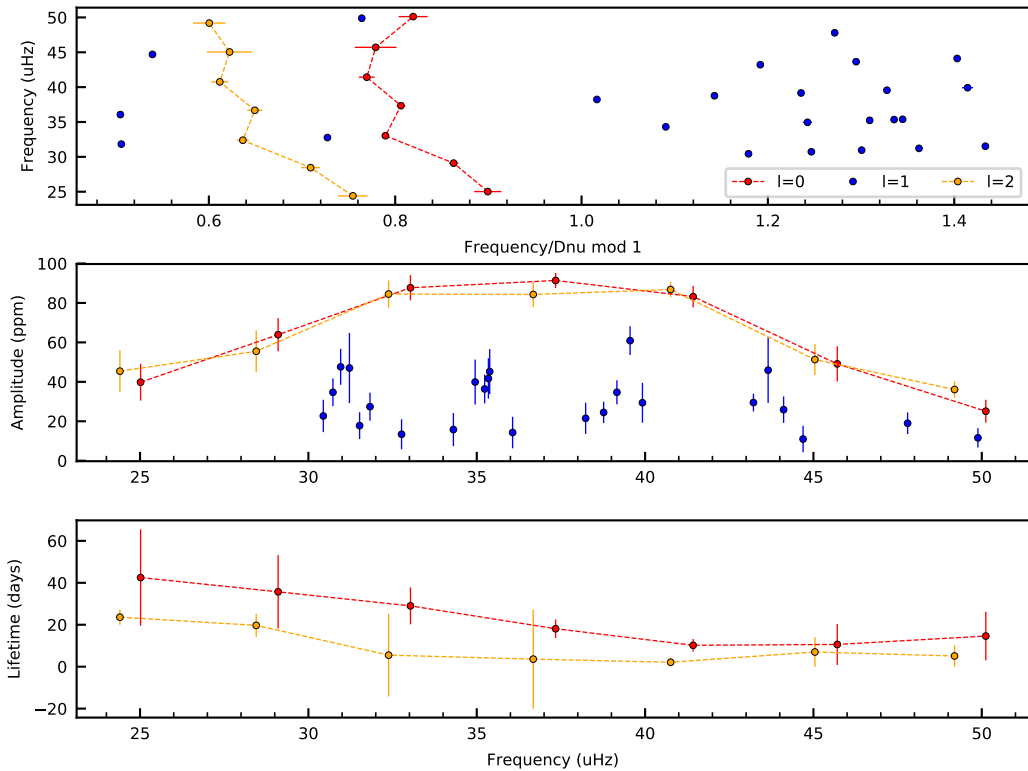 50
45
40
35
30
25
Frequency (uHz)
l=0 l=1 l=2
0.6 0.8 1.0 1.2 1.4
Frequency/Dnu mod 1
100
80
60
40
20
0
Amplitude (ppm)
25 30 35 40 45 50
60
40
20
0
−20
Lifetime (days)
25 30 35 40 45 50
Frequency (uHz)